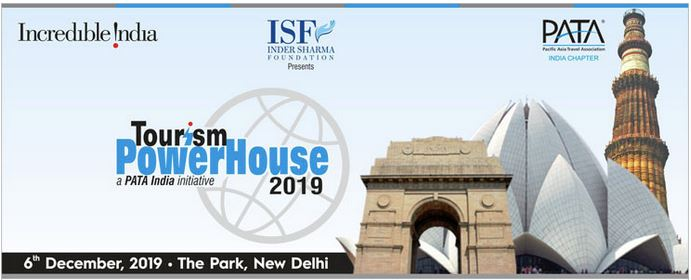 Incredible !ndia
ISF
INDER SHARMA
FOUNDATION
Presents
PATA
Pacific Asia Travel Association
INDIA CHAPTER
Tourism
PowerHouse
a PATA India initiative
2019
6th December, 2019 • The Park, New Delhi